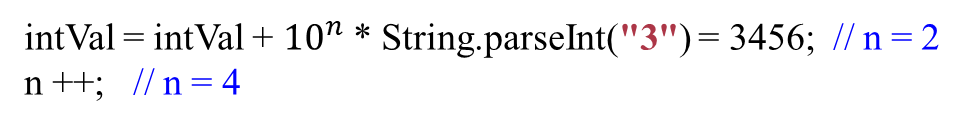 intVal = intVal + 10ⁿ * String.parseInt("3") = 3456; // n = 2
n ++; // n = 4